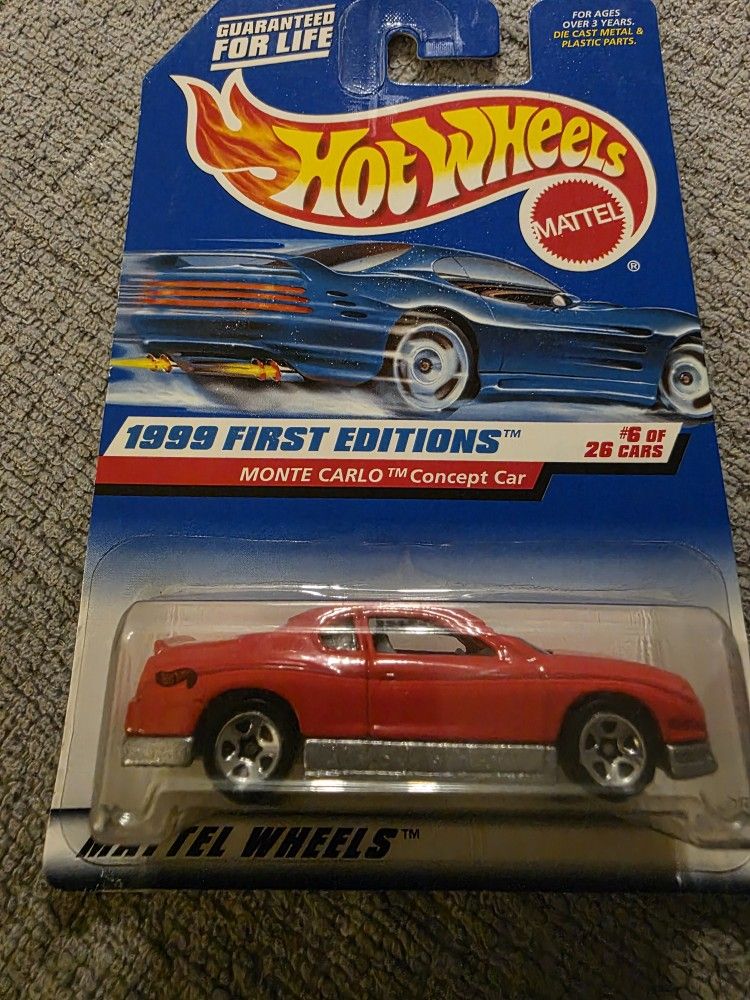 GUARANTEED
FOR LIFE
FOR AGES
OVER 3 YEARS.
DIE CAST METAL &
PLASTIC PARTS.
HOT WHEELS
MATTEL
®
1999 FIRST EDITIONS™
#6 OF
26 CARS
MONTE CARLO™ Concept Car
MATTEL WHEELS™